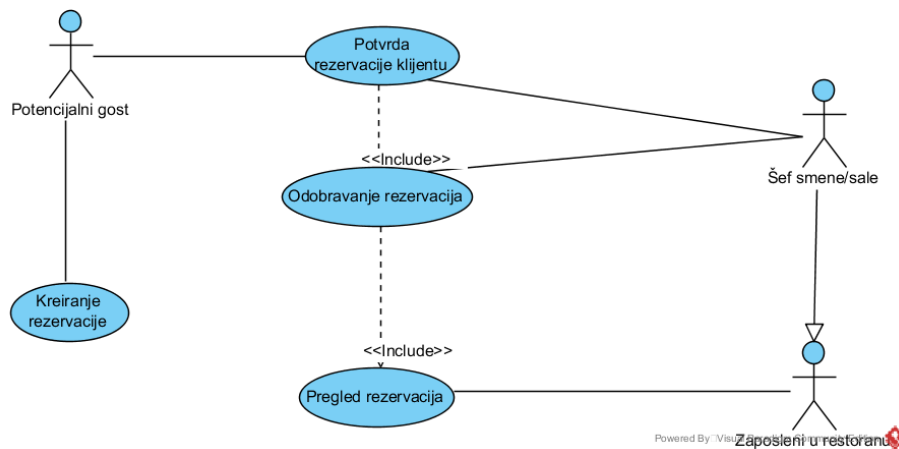 Potvrda
rezervacije klijentu
Potencijalni gost
<<Include>>
Šef smene/sale
Odobravanje rezervacija
Kreiranje
rezervacije
<<Include>>
Pregled rezervacija
Powered By
Zaposleni u restoranu